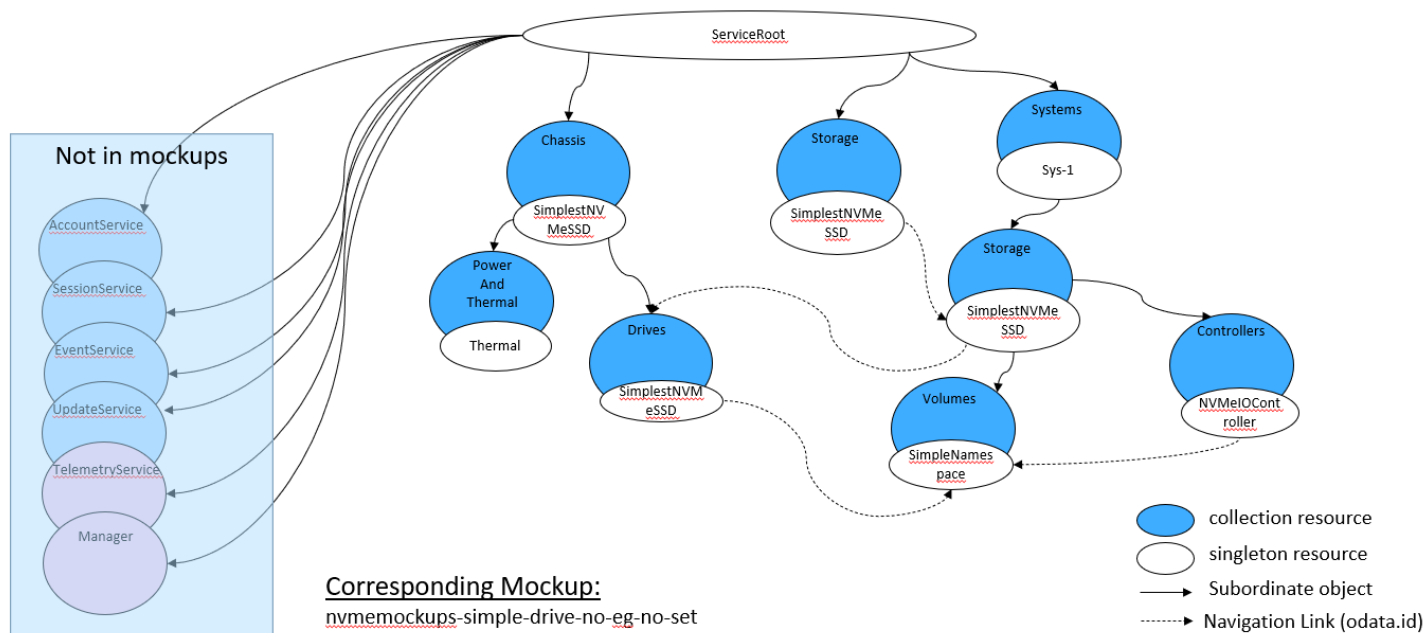 ServiceRoot
Systems
Sys-1
Chassis
SimplestNV
MeSSD
Storage
SimplestNVMe
SSD
Not in mockups
AccountService
SessionService
EventService
UpdateService
TelemetryService
Manager
Power
And
Thermal
Thermal
Drives
SimplestNVM
eSSD
Storage
SimplestNVMe
SSD
Controllers
NVMeIOCont
roller
Volumes
SimpleNames
pace
collection resource
singleton resource
Subordinate object
Navigation Link (odata.id)
Corresponding Mockup:
nvmemockups-simple-drive-no-eg-no-set